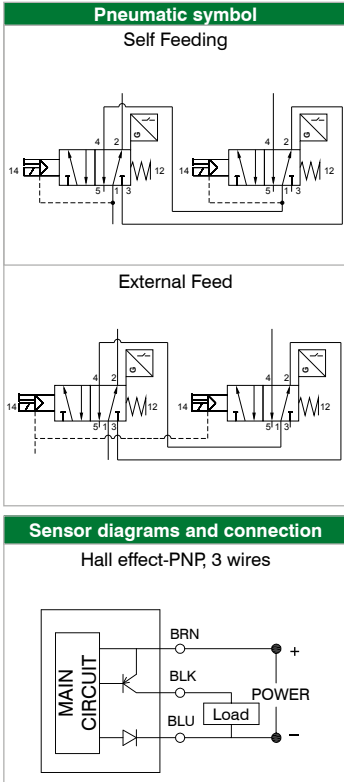 Pneumatic symbol
Self Feeding
4 2 G 4 2 G
14 12 14 12
5 1 3 5 1 3
External Feed
4 2 G 4 2 G
14 12 14 12
5 1 3 5 1 3
Sensor diagrams and connection
Hall effect-PNP, 3 wires
MAIN
CIRCUIT
BRN
+
BLK
POWER
Load
BLU
−